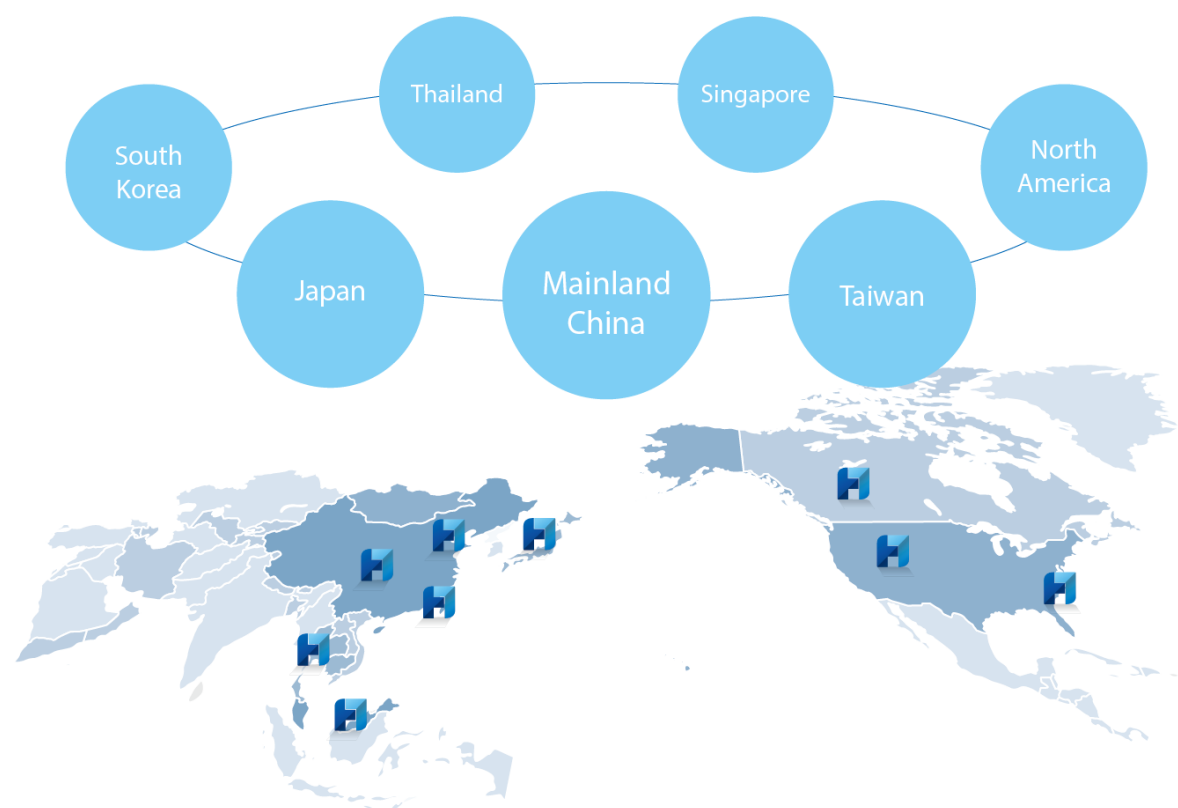 Thailand
Singapore
South
Korea
North
America
Japan
Mainland
China
Taiwan